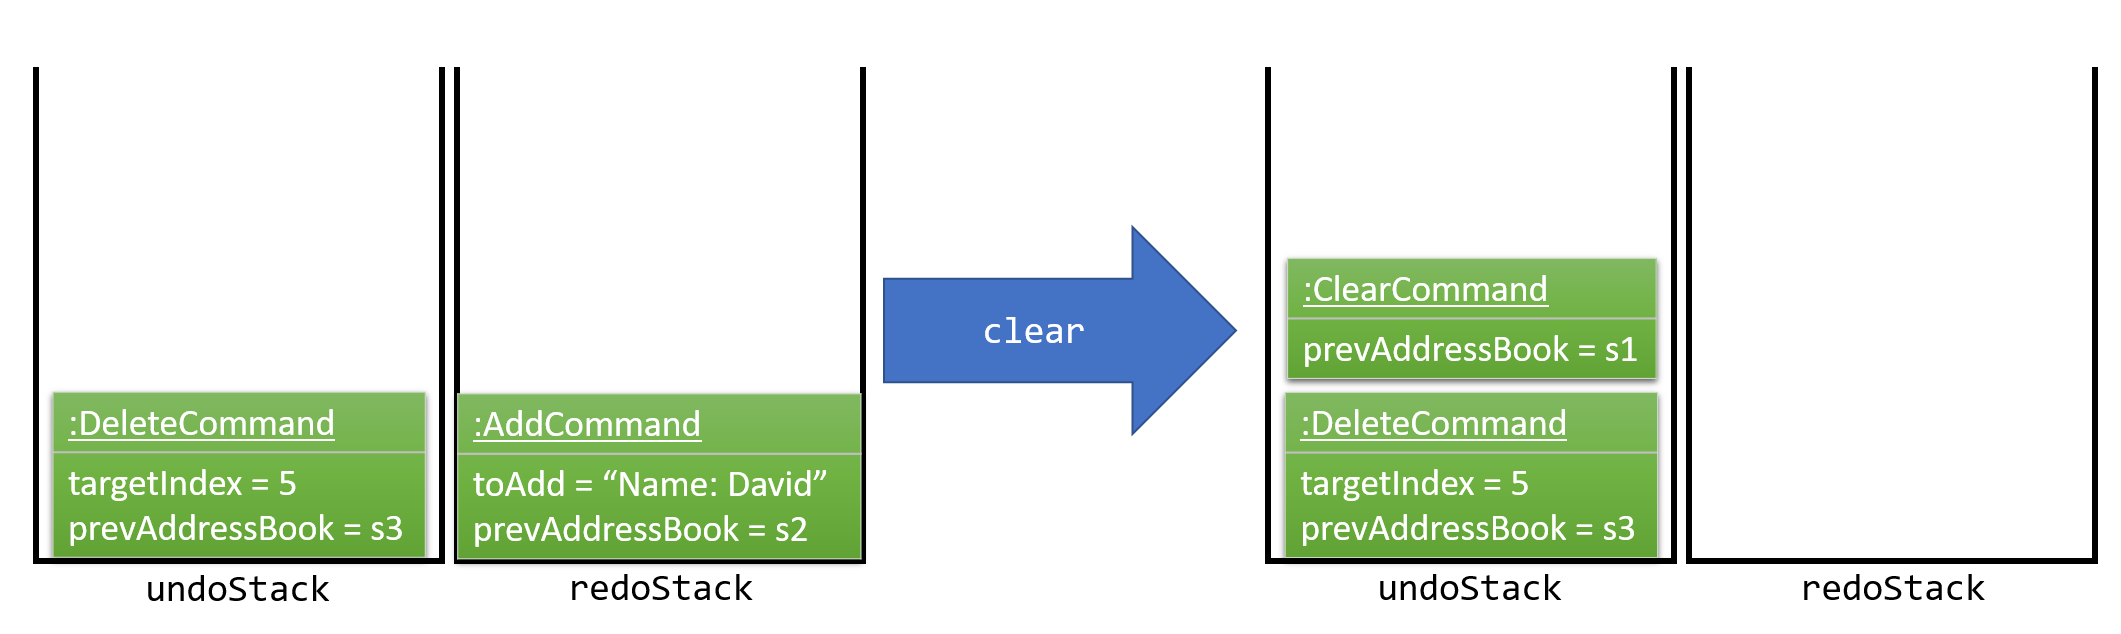 :DeleteCommand
targetIndex = 5
prevAddressBook = s3
undoStack
:AddCommand
toAdd = “Name: David”
prevAddressBook = s2
redoStack
clear
:ClearCommand
prevAddressBook = s1
:DeleteCommand
targetIndex = 5
prevAddressBook = s3
undoStack
redoStack